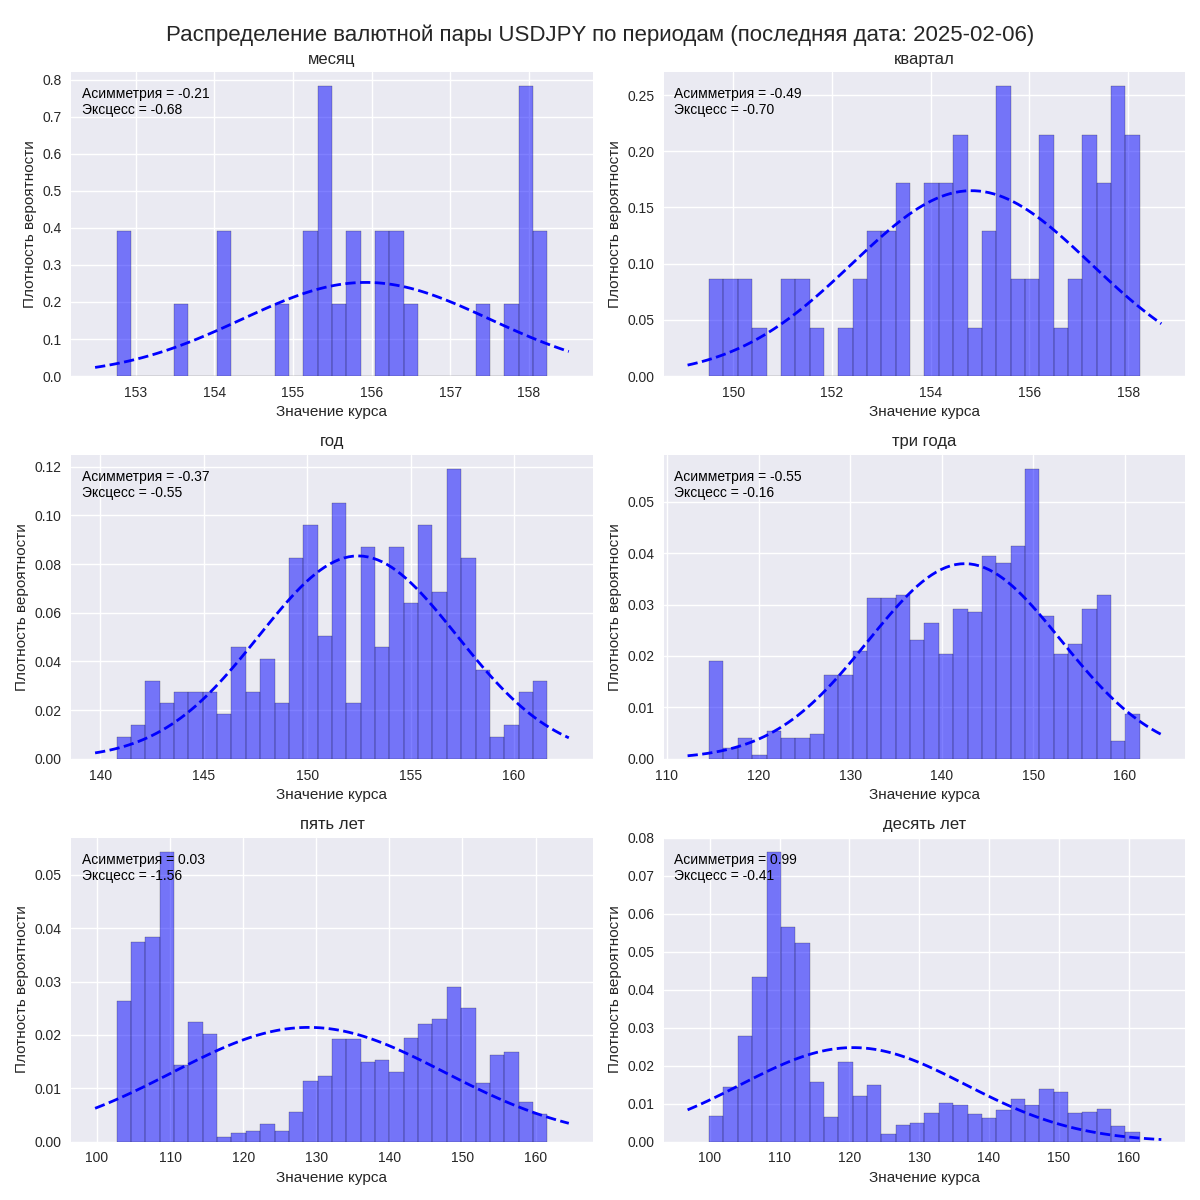 Распределение валютной пары USDJPY по периодам (последняя дата: 2025-02-06)
месяц
Асимметрия = -0.21
Эксцесс = -0.68
Плотность вероятности
0.8
0.7
0.6
0.5
0.4
0.3
0.2
0.1
0.0
153 154 155 156 157 158
Значение курса
квартал
Асимметрия = -0.49
Эксцесс = -0.70
Плотность вероятности
0.25
0.20
0.15
0.10
0.05
0.00
150 152 154 156 158
Значение курса
год
Асимметрия = -0.37
Эксцесс = -0.55
Плотность вероятности
0.12
0.10
0.08
0.06
0.04
0.02
0.00
140 145 150 155 160
Значение курса
три года
Асимметрия = -0.55
Эксцесс = -0.16
Плотность вероятности
0.05
0.04
0.03
0.02
0.01
0.00
110 120 130 140 150 160
Значение курса
пять лет
Асимметрия = 0.03
Эксцесс = -1.56
Плотность вероятности
0.05
0.04
0.03
0.02
0.01
0.00
100 110 120 130 140 150 160
Значение курса
десять лет
Асимметрия = 0.99
Эксцесс = -0.41
Плотность вероятности
0.08
0.07
0.06
0.05
0.04
0.03
0.02
0.01
0.00
100 110 120 130 140 150 160
Значение курса